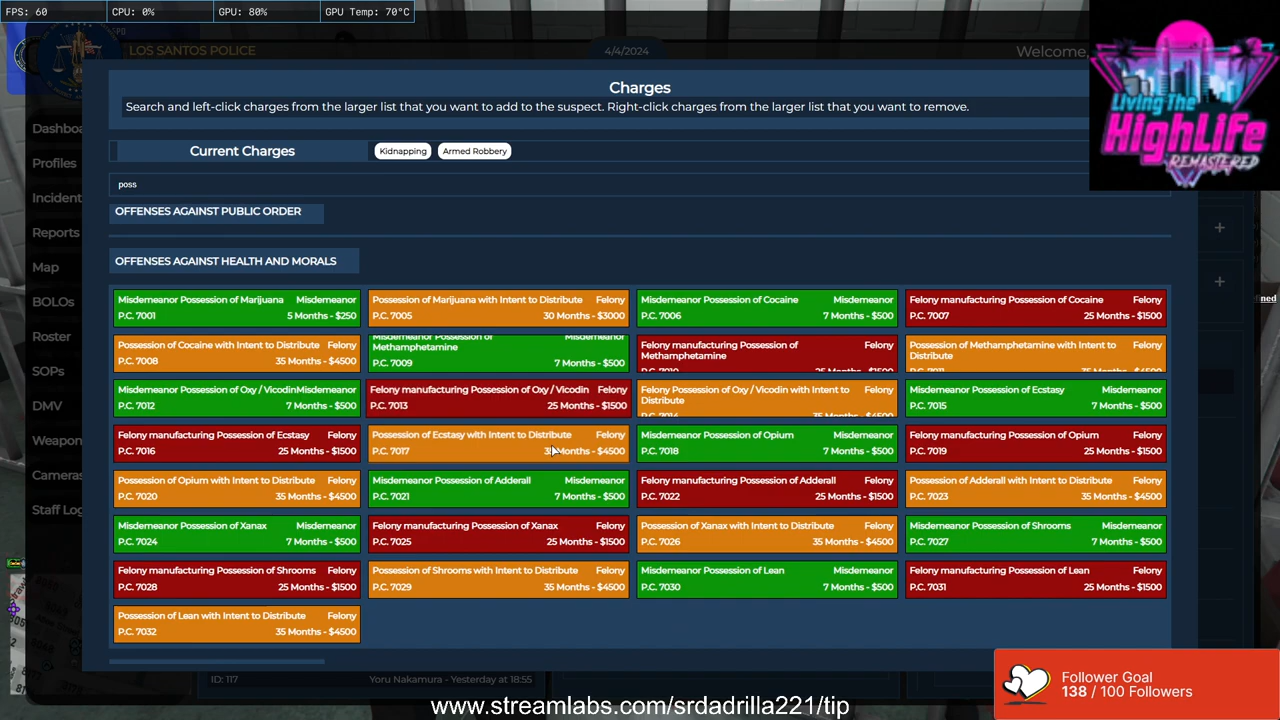 FPS: 60
CPU: 0%
GPU: 80%
GPU Temp: 70°C
LOS SANTOS POLICE
4/4/2024
Welcome,
Living The
HighLife
REMASTERED
Charges
Search and left-click charges from the larger list that you want to add to the suspect. Right-click charges from the larger list that you want to remove.
Current Charges
Kidnapping
Armed Robbery
poss
Dashboa
Profiles
Incident
Reports
Map
BOLOs
Roster
SOPs
DMV
Weapon
Cameras
Staff Log
OFFENSES AGAINST PUBLIC ORDER
OFFENSES AGAINST HEALTH AND MORALS
Misdemeanor Possession of Marijuana Misdemeanor
P.C. 7001 5 Months - $250
Possession of Marijuana with Intent to Distribute Felony
P.C. 7005 30 Months - $3000
Misdemeanor Possession of Cocaine Misdemeanor
P.C. 7006 7 Months - $500
Felony manufacturing Possession of Cocaine Felony
P.C. 7007 25 Months - $1500
Possession of Cocaine with Intent to Distribute Felony
P.C. 7008 35 Months - $4500
Misdemeanor Possession of Misdemeanor
Methamphetamine
P.C. 7009 7 Months - $500
Felony manufacturing Possession of Felony
Methamphetamine
P.C. 7010 25 Months - $1500
Possession of Methamphetamine with Intent to Felony
Distribute
P.C. 7011 35 Months - $4500
Misdemeanor Possession of Oxy / Vicodin Misdemeanor
P.C. 7012 7 Months - $500
Felony manufacturing Possession of Oxy / Vicodin Felony
P.C. 7013 25 Months - $1500
Felony Possession of Oxy / Vicodin with Intent to Felony
Distribute
P.C. 7014 35 Months - $4500
Misdemeanor Possession of Ecstasy Misdemeanor
P.C. 7015 7 Months - $500
Felony manufacturing Possession of Ecstasy Felony
P.C. 7016 25 Months - $1500
Possession of Ecstasy with Intent to Distribute Felony
P.C. 7017 35 Months - $4500
Misdemeanor Possession of Opium Misdemeanor
P.C. 7018 7 Months - $500
Felony manufacturing Possession of Opium Felony
P.C. 7019 25 Months - $1500
Possession of Opium with Intent to Distribute Felony
P.C. 7020 35 Months - $4500
Misdemeanor Possession of Adderall Misdemeanor
P.C. 7021 7 Months - $500
Felony manufacturing Possession of Adderall Felony
P.C. 7022 25 Months - $1500
Possession of Adderall with Intent to Distribute Felony
P.C. 7023 35 Months - $4500
Misdemeanor Possession of Xanax Misdemeanor
P.C. 7024 7 Months - $500
Felony manufacturing Possession of Xanax Felony
P.C. 7025 25 Months - $1500
Possession of Xanax with Intent to Distribute Felony
P.C. 7026 35 Months - $4500
Misdemeanor Possession of Shrooms Misdemeanor
P.C. 7027 7 Months - $500
Felony manufacturing Possession of Shrooms Felony
P.C. 7028 25 Months - $1500
Possession of Shrooms with Intent to Distribute Felony
P.C. 7029 35 Months - $4500
Misdemeanor Possession of Lean Misdemeanor
P.C. 7030 7 Months - $500
Felony manufacturing Possession of Lean Felony
P.C. 7031 25 Months - $1500
Possession of Lean with Intent to Distribute Felony
P.C. 7032 35 Months - $4500
ID: 117
Yoru Nakamura - Yesterday at 18:55
Follower Goal
138 / 100 Followers
www.streamlabs.com/srdadrilla221/tip